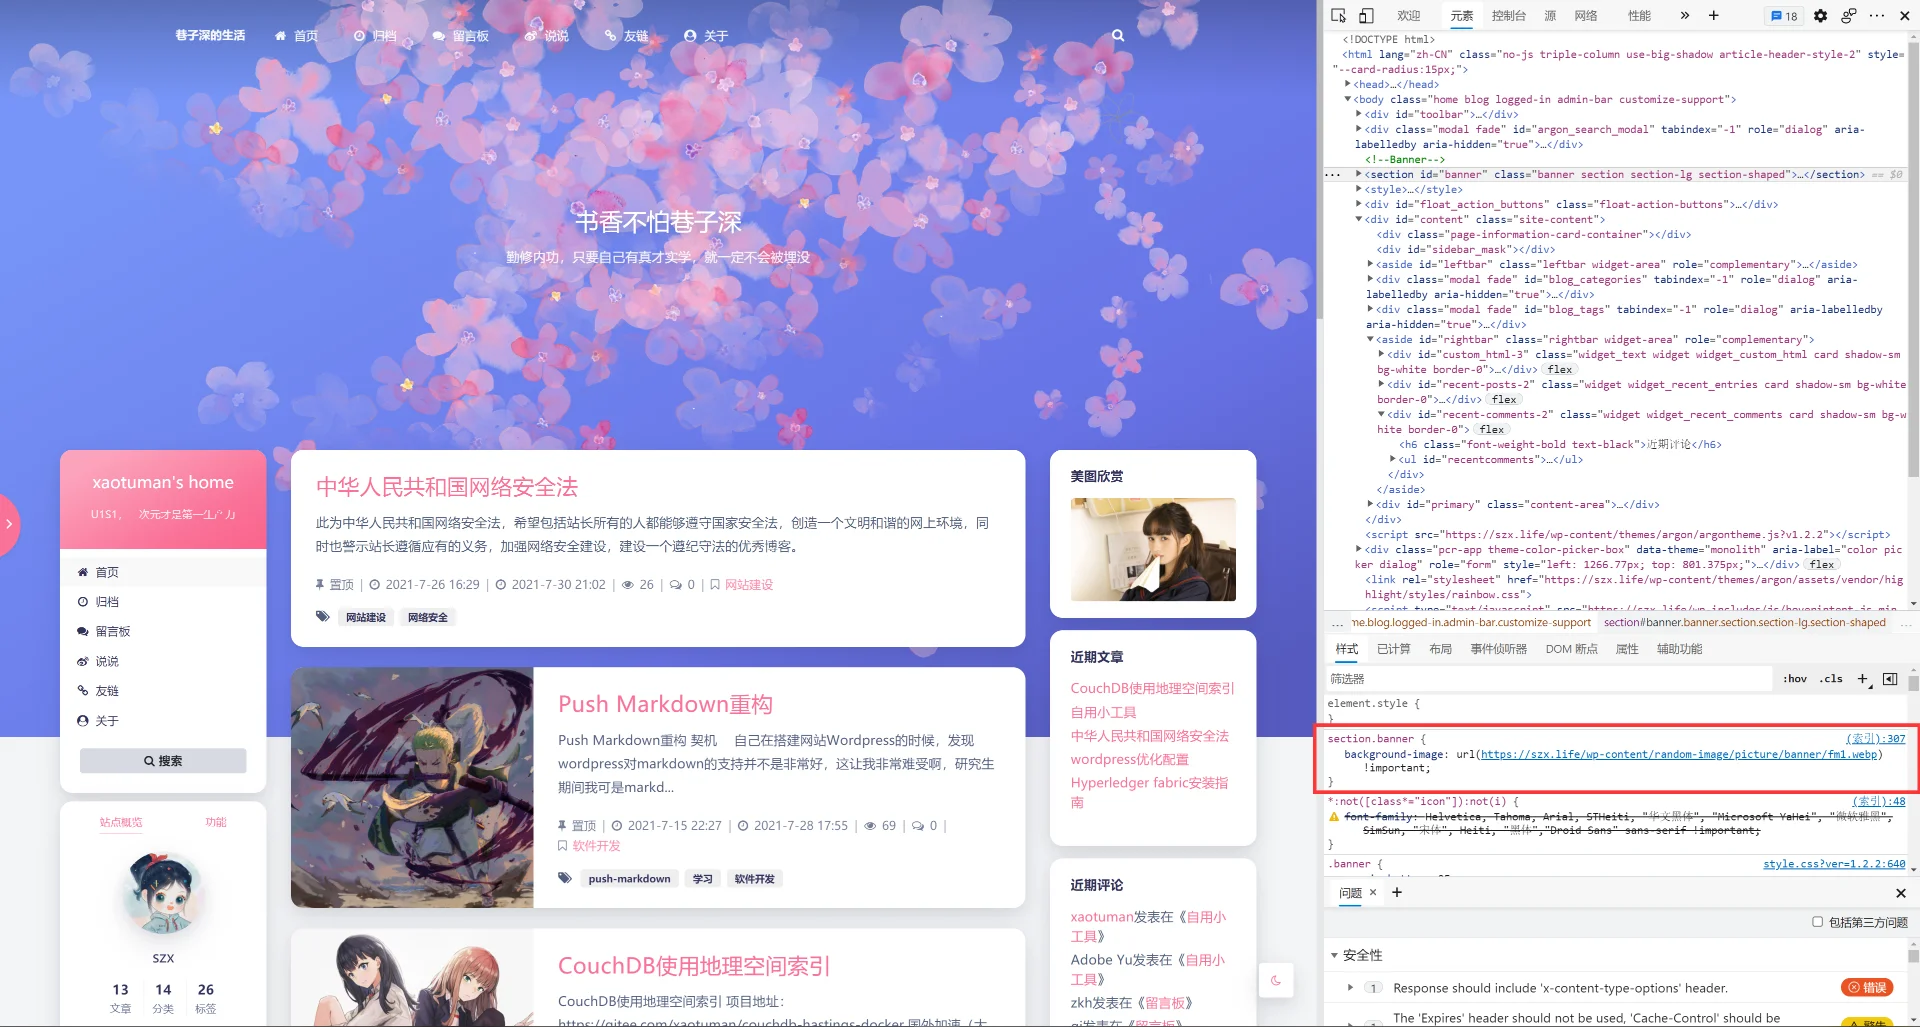 巷子深的生活 首页 归档 留言板 说说 友链 关于
书香不怕巷子深
勤修内功，只要自己有真才实学，就一定不会被埋没
xaotuman's home
次元才是第一
首页
归档
留言板
说说
友链
关于
搜索
站点概览 功能
SZX
13 14 26
文章 分类 标签
中华人民共和国网络安全法
此为中华人民共和国网络安全法，希望包括站长所有的人都能够遵守国家安全法，创造一个文明和谐的网上环境，同
时也警示站长遵循应有的义务，加强网络安全建设，建设一个遵纪守法的优秀博客。
置顶 | 2021-7-26 16:29 | 2021-7-30 21:02 | 26 | 0 | 网站建设
网站建设 网络安全
Push Markdown重构
Push Markdown重构 契机 自己在搭建网站Wordpress的时候，发现
wordpress对markdown的支持并不是非常好，这让我非常难受啊，研究生
期间我可是markd...
置顶 | 2021-7-15 22:27 | 2021-7-28 17:55 | 69 | 0 |
软件开发
push-markdown 学习 软件开发
CouchDB使用地理空间索引
CouchDB使用地理空间索引 项目地址：
https://gitee.com/xaotuman/couchdb-hastings-docker 国外加速（大
美图欣赏
近期文章
CouchDB使用地理空间索引
自用小工具
中华人民共和国网络安全法
wordpress优化配置
Hyperledger fabric安装指
南
近期评论
xaotuman发表在《自用小
工具》
Adobe Yu发表在《自用小
工具》
zkh发表在《留言板》
qi发表在《留言板》
欢迎 元素 控制台 源 网络 性能 » + 18
<!DOCTYPE html>
<html lang="zh-CN" class="no-js triple-column use-big-shadow article-header-style-2" style=
"--card-radius:15px;">
<head>…</head>
<body class="home blog logged-in admin-bar customize-support">
<div id="toolbar">…</div>
<div class="modal fade" id="argon_search_modal" tabindex="-1" role="dialog" aria-
labelledby aria-hidden="true">…</div>
<!--Banner-->
<section id="banner" class="banner section section-lg section-shaped">…</section> == $0
<style>…</style>
<div id="float_action_buttons" class="float-action-buttons">…</div>
<div id="content" class="site-content">
<div class="page-information-card-container"></div>
<div id="sidebar_mask"></div>
<aside id="leftbar" class="leftbar widget-area" role="complementary">…</aside>
<div class="modal fade" id="blog_categories" tabindex="-1" role="dialog" aria-
labelledby aria-hidden="true">…</div>
<div class="modal fade" id="blog_tags" tabindex="-1" role="dialog" aria-labelledby
aria-hidden="true">…</div>
<aside id="rightbar" class="rightbar widget-area" role="complementary">
<div id="custom_html-3" class="widget_text widget widget_custom_html card shadow-sm
bg-white border-0">…</div> flex
<div id="recent-posts-2" class="widget widget_recent_entries card shadow-sm bg-white
border-0">…</div> flex
<div id="recent-comments-2" class="widget widget_recent_comments card shadow-sm bg-w
hite border-0"> flex
<h6 class="font-weight-bold text-black">近期评论</h6>
<ul id="recentcomments">…</ul>
</div>
</aside>
<div id="primary" class="content-area">…</div>
</div>
<script src="https://szx.life/wp-content/themes/argon/argontheme.js?v1.2.2"></script>
<div class="pcr-app theme-color-picker-box" data-theme="monolith" aria-label="color pic
ker dialog" role="form" style="left: 1266.77px; top: 801.375px;">…</div> flex
<link rel="stylesheet" href="https://szx.life/wp-content/themes/argon/assets/vendor/hig
hlight/styles/rainbow.css">
<script type="text/javascript" src="https://szx.life/wp-includes/js/hoverintent-js.min
… me.blog.logged-in.admin-bar.customize-support section#banner.banner.section.section-lg.section-shaped …
样式 已计算 布局 事件侦听器 DOM 断点 属性 辅助功能
筛选器 :hov .cls +
element.style {
}
section.banner { (索引):307
background-image: url(https://szx.life/wp-content/random-image/picture/banner/fm1.webp)
!important;
}
*:not([class*="icon"]):not(i) { (索引):48
font-family: Helvetica, Tahoma, Arial, STHeiti, "华文黑体", "Microsoft YaHei", "微软雅黑",
SimSun, "宋体", Heiti, "黑体","Droid Sans" sans-serif !important;
}
.banner { style.css?ver=1.2.2:640
问题 × +
包括第三方问题
安全性
1 Response should include 'x-content-type-options' header. 错误
The 'Expires' header should not be used, 'Cache-Control' should be 警告